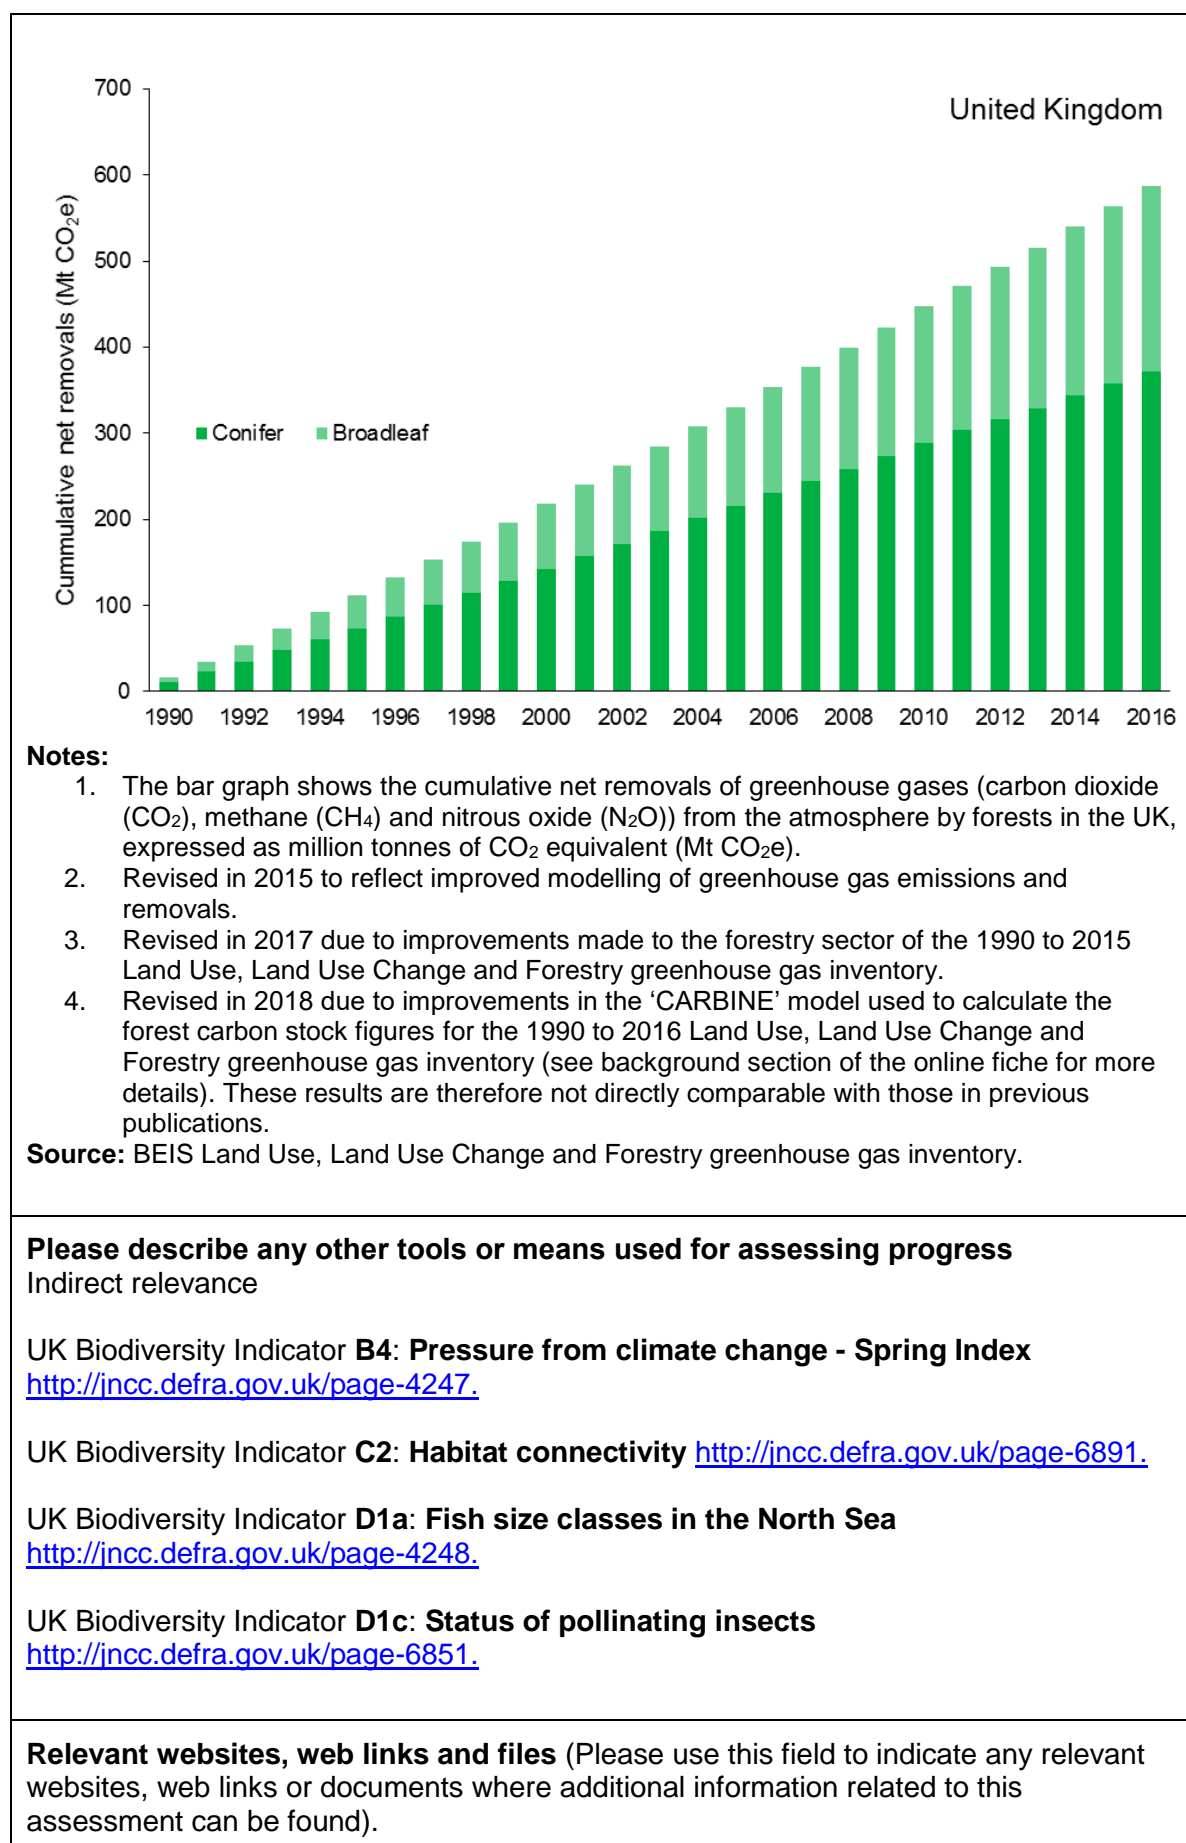 United Kingdom
Cummulative net removals (Mt CO₂e)
700
600
500
400
300
200
100
0
Conifer Broadleaf
1990 1992 1994 1996 1998 2000 2002 2004 2006 2008 2010 2012 2014 2016
Notes:
1. The bar graph shows the cumulative net removals of greenhouse gases (carbon dioxide
(CO₂), methane (CH₄) and nitrous oxide (N₂O)) from the atmosphere by forests in the UK,
expressed as million tonnes of CO₂ equivalent (Mt CO₂e).
2. Revised in 2015 to reflect improved modelling of greenhouse gas emissions and
removals.
3. Revised in 2017 due to improvements made to the forestry sector of the 1990 to 2015
Land Use, Land Use Change and Forestry greenhouse gas inventory.
4. Revised in 2018 due to improvements in the ‘CARBINE’ model used to calculate the
forest carbon stock figures for the 1990 to 2016 Land Use, Land Use Change and
Forestry greenhouse gas inventory (see background section of the online fiche for more
details). These results are therefore not directly comparable with those in previous
publications.
Source: BEIS Land Use, Land Use Change and Forestry greenhouse gas inventory.
Please describe any other tools or means used for assessing progress
Indirect relevance
UK Biodiversity Indicator B4: Pressure from climate change - Spring Index
http://jncc.defra.gov.uk/page-4247.
UK Biodiversity Indicator C2: Habitat connectivity http://jncc.defra.gov.uk/page-6891.
UK Biodiversity Indicator D1a: Fish size classes in the North Sea
http://jncc.defra.gov.uk/page-4248.
UK Biodiversity Indicator D1c: Status of pollinating insects
http://jncc.defra.gov.uk/page-6851.
Relevant websites, web links and files (Please use this field to indicate any relevant
websites, web links or documents where additional information related to this
assessment can be found).